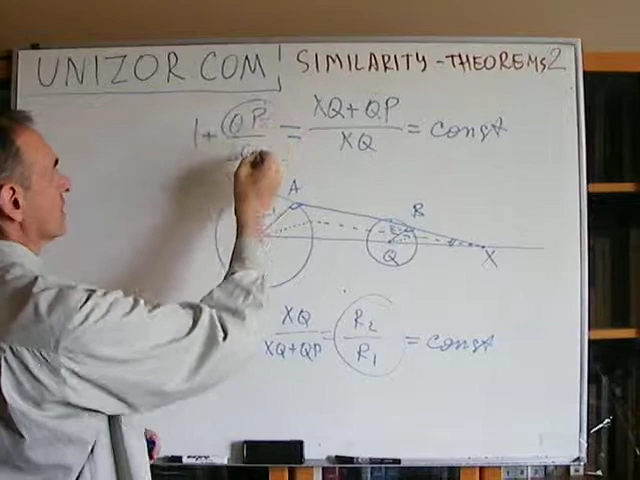 UNIZOR COM
SIMILARITY-THEOREMS 2
1 + QP = XQ + QP / XQ = const
A
B
Q
X
XQ / XQ + QP = R2 / R1 = const